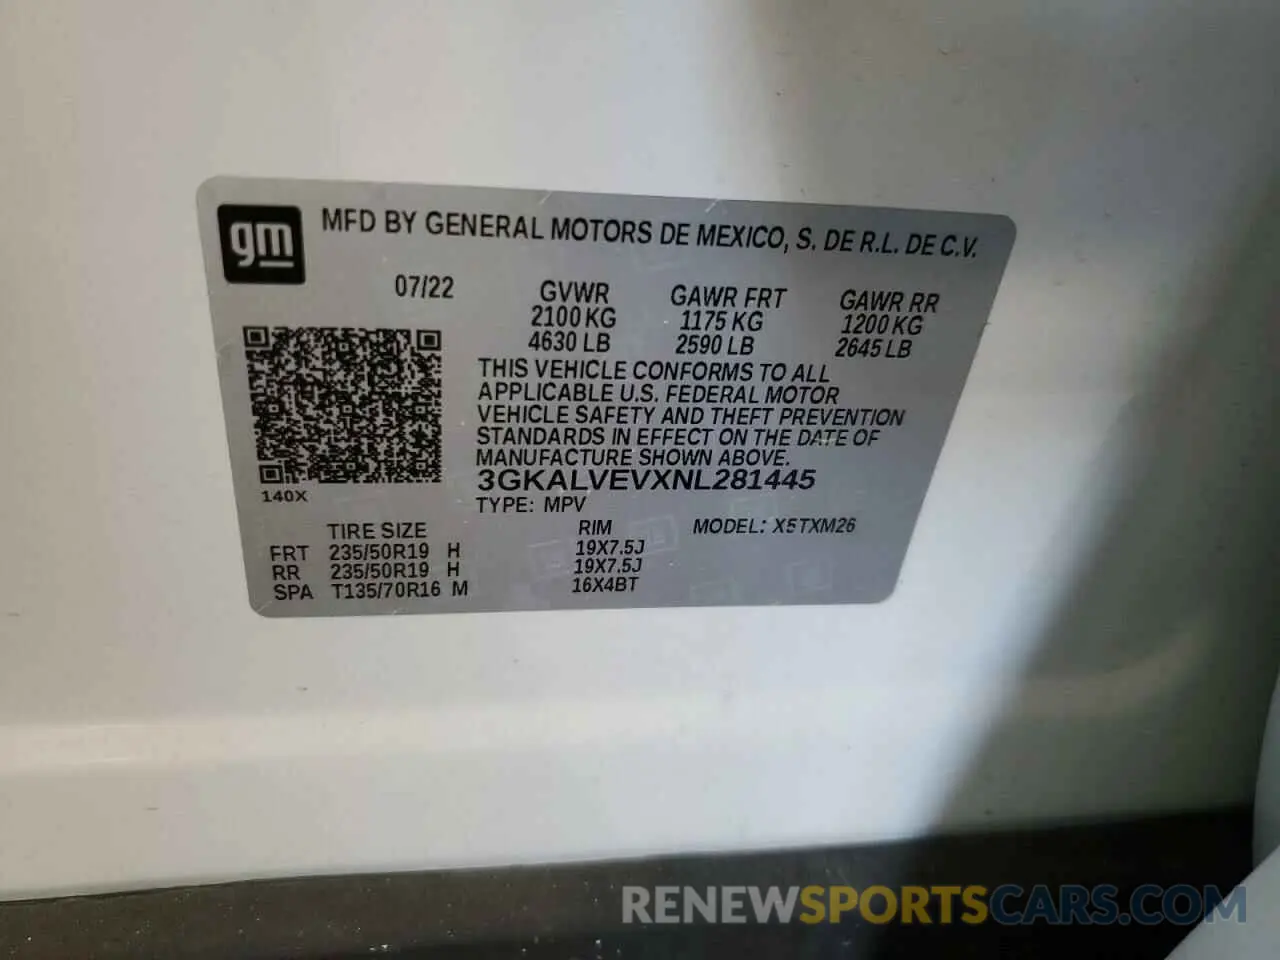 gm
MFD BY GENERAL MOTORS DE MEXICO, S. DE R.L. DE C.V.
07/22
GVWR GAWR FRT GAWR RR
2100 KG 1175 KG 1200 KG
4630 LB 2590 LB 2645 LB
THIS VEHICLE CONFORMS TO ALL
APPLICABLE U.S. FEDERAL MOTOR
VEHICLE SAFETY AND THEFT PREVENTION
STANDARDS IN EFFECT ON THE DATE OF
MANUFACTURE SHOWN ABOVE.
3GKALVEVXNL281445
140X
TYPE: MPV
TIRE SIZE RIM MODEL: X5TXM26
FRT 235/50R19 H 19X7.5J
RR 235/50R19 H 19X7.5J
SPA T135/70R16 M 16X4BT
RENEWSPORTSCARS.COM